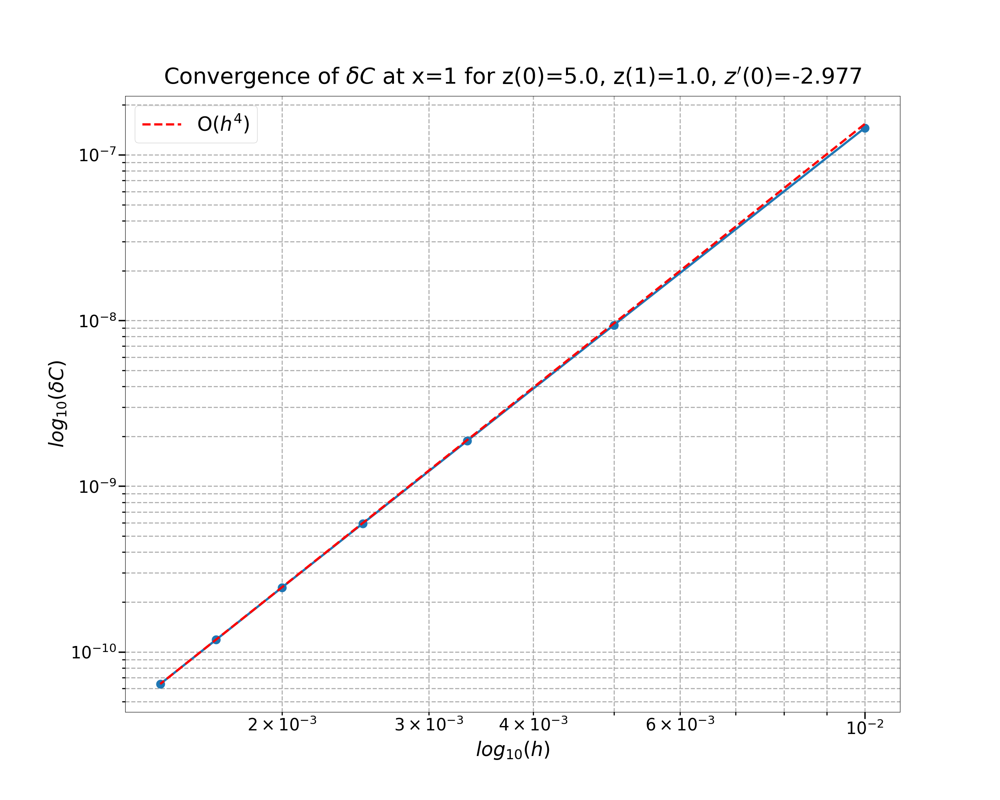 Convergence of δC at x=1 for z(0)=5.0, z(1)=1.0, z′(0)=-2.977
O(h⁴)
10⁻⁷
10⁻⁸
10⁻⁹
10⁻¹⁰
log₁₀(δC)
2 × 10⁻³
3 × 10⁻³
4 × 10⁻³
6 × 10⁻³
10⁻²
log₁₀(h)